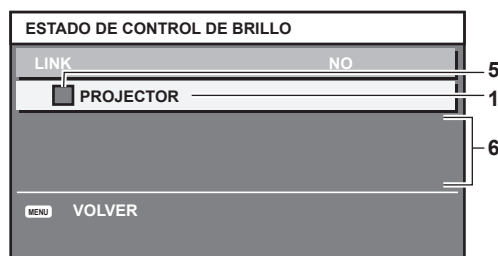 ESTADO DE CONTROL DE BRILLO
LINK NO
5
PROJECTOR 1
6
MENU VOLVER